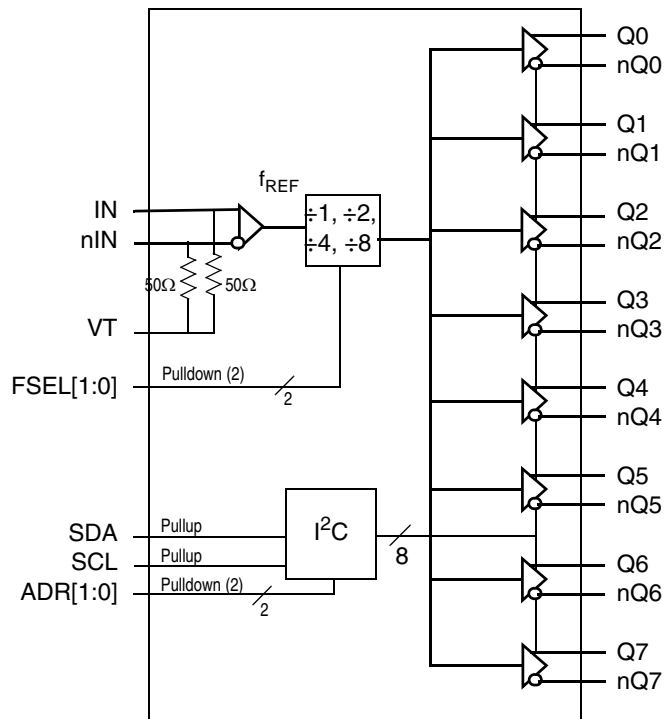 Q0
nQ0
Q1
nQ1
f_REF
IN
÷1, ÷2,
Q2
nIN
÷4, ÷8
nQ2
50Ω
50Ω
Q3
VT
nQ3
FSEL[1:0]
Pulldown (2)
2
Q4
nQ4
Q5
nQ5
SDA
Pullup
I²C
8
SCL
Pullup
Q6
ADR[1:0]
Pulldown (2)
2
nQ6
Q7
nQ7